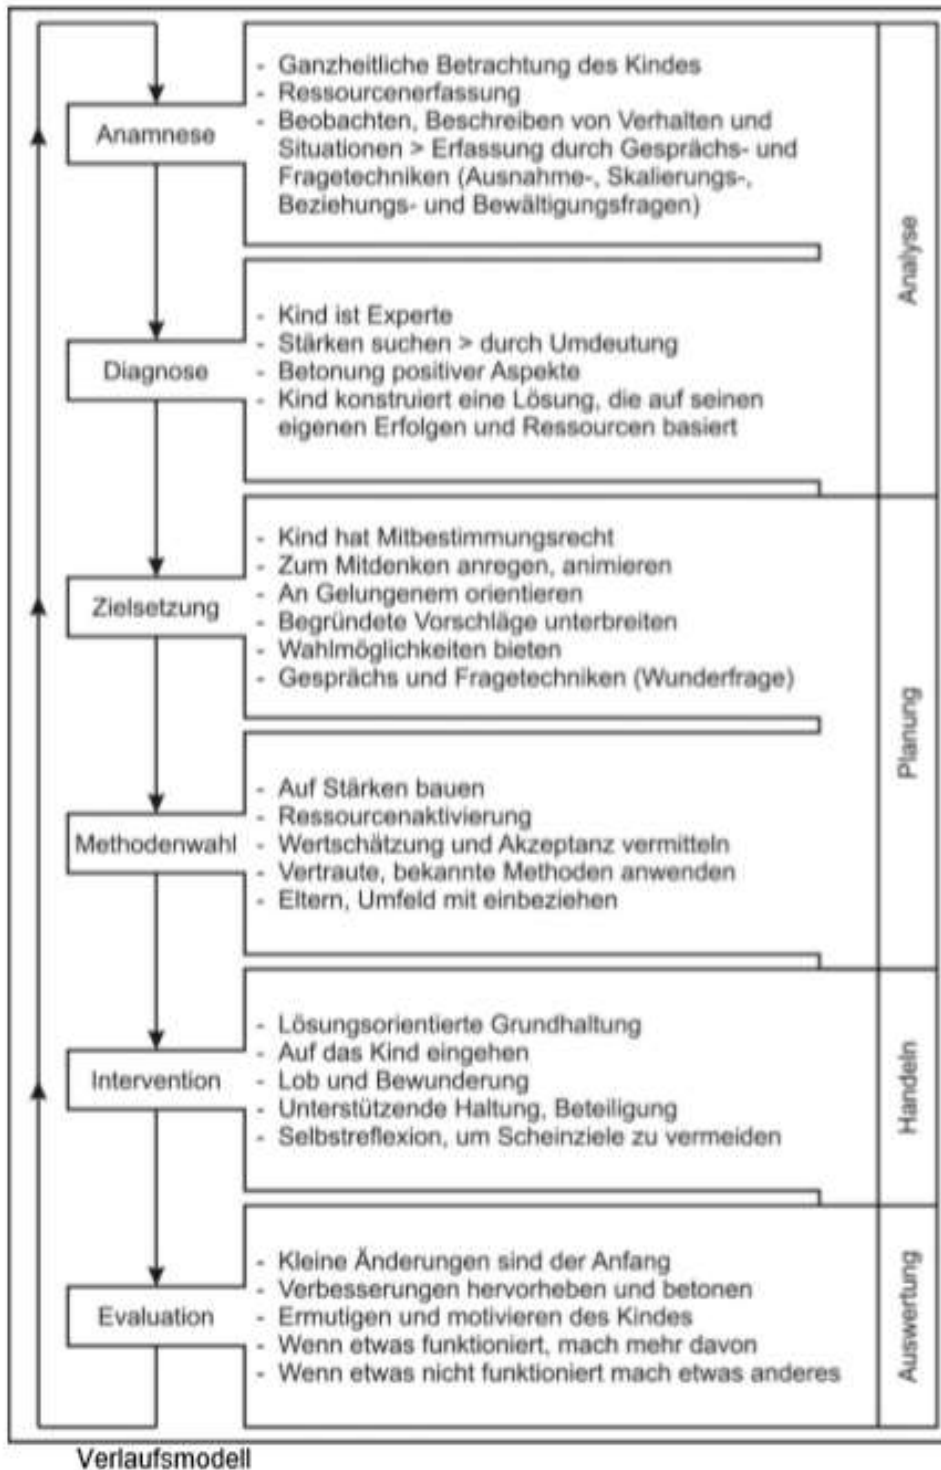 Anamnese
- Ganzheitliche Betrachtung des Kindes
- Ressourcenerfassung
- Beobachten, Beschreiben von Verhalten und
Situationen > Erfassung durch Gesprächs- und
Fragetechniken (Ausnahme-, Skalierungs-,
Beziehungs- und Bewältigungsfragen)
Diagnose
- Kind ist Experte
- Stärken suchen > durch Umdeutung
- Betonung positiver Aspekte
- Kind konstruiert eine Lösung, die auf seinen
eigenen Erfolgen und Ressourcen basiert
Analyse
Zielsetzung
- Kind hat Mitbestimmungsrecht
- Zum Mitdenken anregen, animieren
- An Gelungenem orientieren
- Begründete Vorschläge unterbreiten
- Wahlmöglichkeiten bieten
- Gesprächs und Fragetechniken (Wunderfrage)
Methodenwahl
- Auf Stärken bauen
- Ressourcenaktivierung
- Wertschätzung und Akzeptanz vermitteln
- Vertraute, bekannte Methoden anwenden
- Eltern, Umfeld mit einbeziehen
Planung
Intervention
- Lösungsorientierte Grundhaltung
- Auf das Kind eingehen
- Lob und Bewunderung
- Unterstützende Haltung, Beteiligung
- Selbstreflexion, um Scheinziele zu vermeiden
Handeln
Evaluation
- Kleine Änderungen sind der Anfang
- Verbesserungen hervorheben und betonen
- Ermutigen und motivieren des Kindes
- Wenn etwas funktioniert, mach mehr davon
- Wenn etwas nicht funktioniert mach etwas anderes
Auswertung
Verlaufsmodell